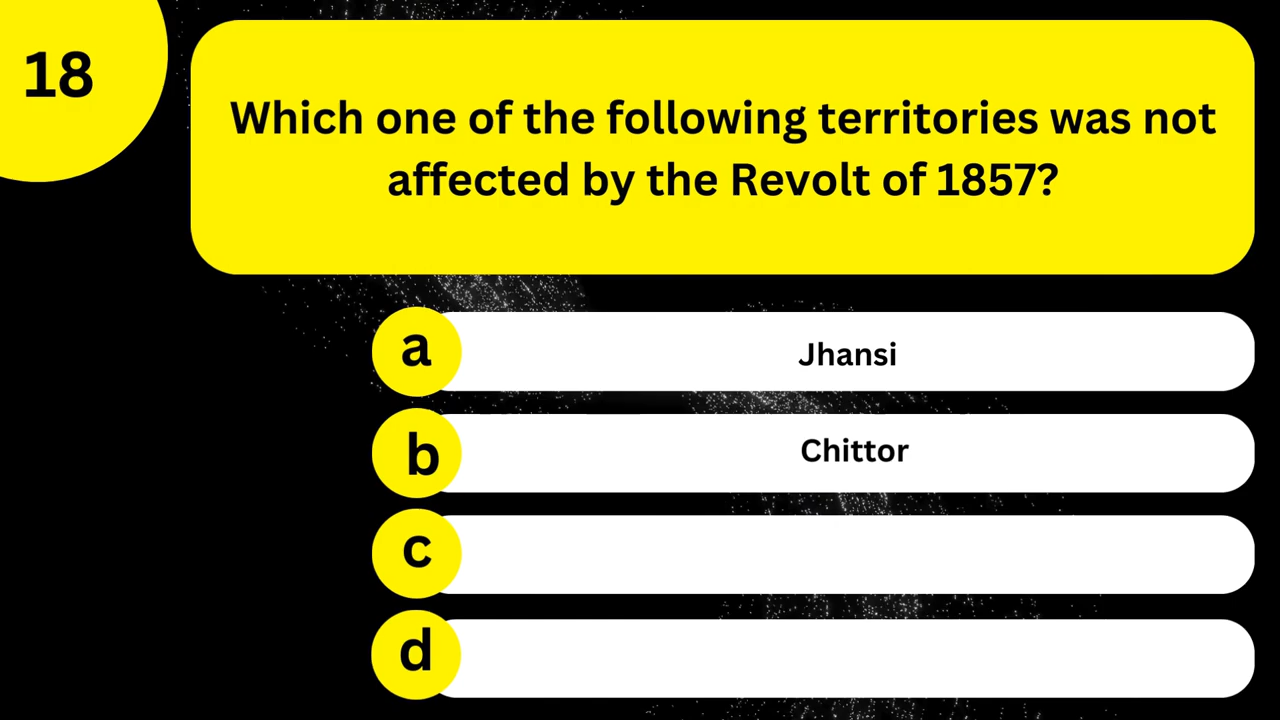 18
Which one of the following territories was not
affected by the Revolt of 1857?
a
Jhansi
b
Chittor
c
d